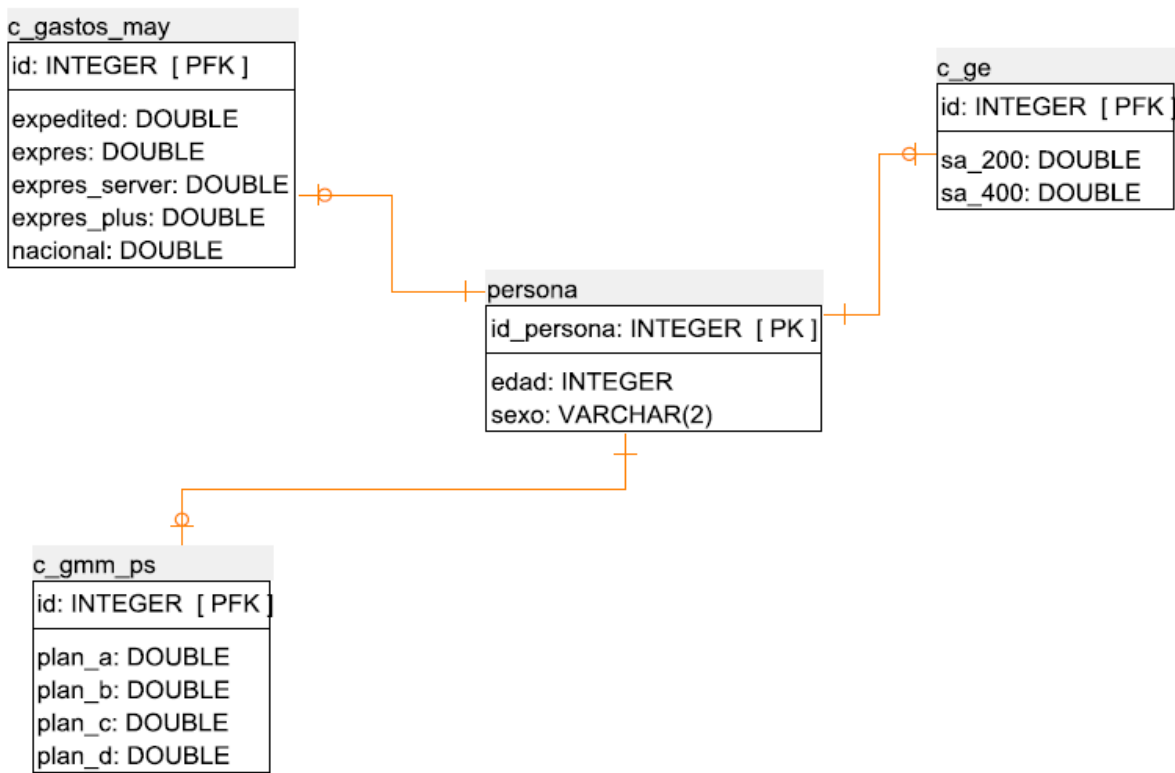 c_gastos_may
id: INTEGER [ PFK ]
expedited: DOUBLE
expres: DOUBLE
expres_server: DOUBLE
expres_plus: DOUBLE
nacional: DOUBLE
c_ge
id: INTEGER [ PFK ]
sa_200: DOUBLE
sa_400: DOUBLE
persona
id_persona: INTEGER [ PK ]
edad: INTEGER
sexo: VARCHAR(2)
c_gmm_ps
id: INTEGER [ PFK ]
plan_a: DOUBLE
plan_b: DOUBLE
plan_c: DOUBLE
plan_d: DOUBLE